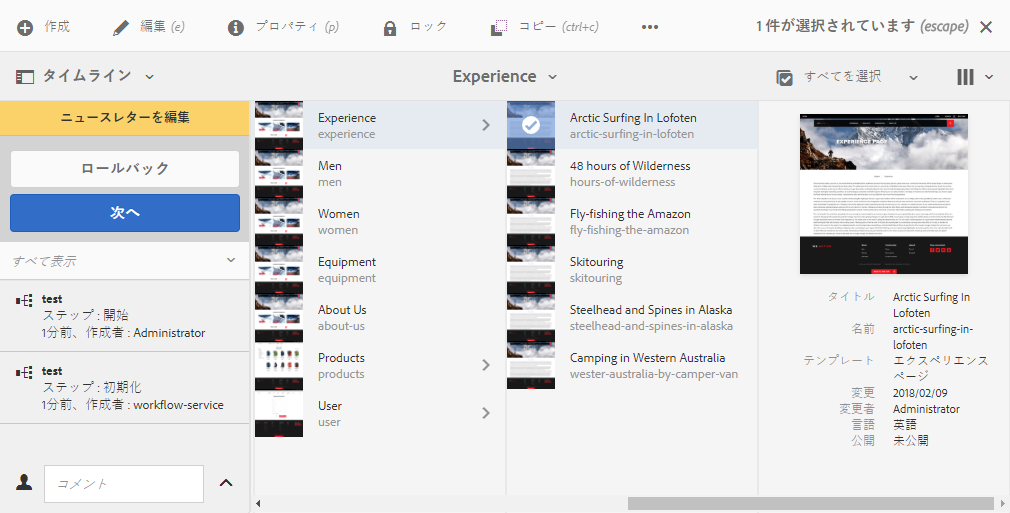 作成
編集 (e)
プロパティ (p)
ロック
コピー (ctrl+c)
1 件が選択されています (escape)
タイムライン
Experience
すべてを選択
ニュースレターを編集
ロールバック
次へ
すべて表示
test
ステップ : 開始
1分前、作成者 : Administrator
test
ステップ : 初期化
1分前、作成者 : workflow-service
コメント
Experience
experience
Men
men
Women
women
Equipment
equipment
About Us
about-us
Products
products
User
user
Arctic Surfing In Lofoten
arctic-surfing-in-lofoten
48 hours of Wilderness
hours-of-wilderness
Fly-fishing the Amazon
fly-fishing-the-amazon
Skitouring
skitouring
Steelhead and Spines in Alaska
steelhead-and-spines-in-alaska
Camping in Western Australia
wester-australia-by-camper-van
EXPERIENCE PAGE
タイトル Arctic Surfing In
Lofoten
名前 arctic-surfing-in-
lofoten
テンプレート エクスペリエンス
ページ
変更 2018/02/09
変更者 Administrator
言語 英語
公開 未公開